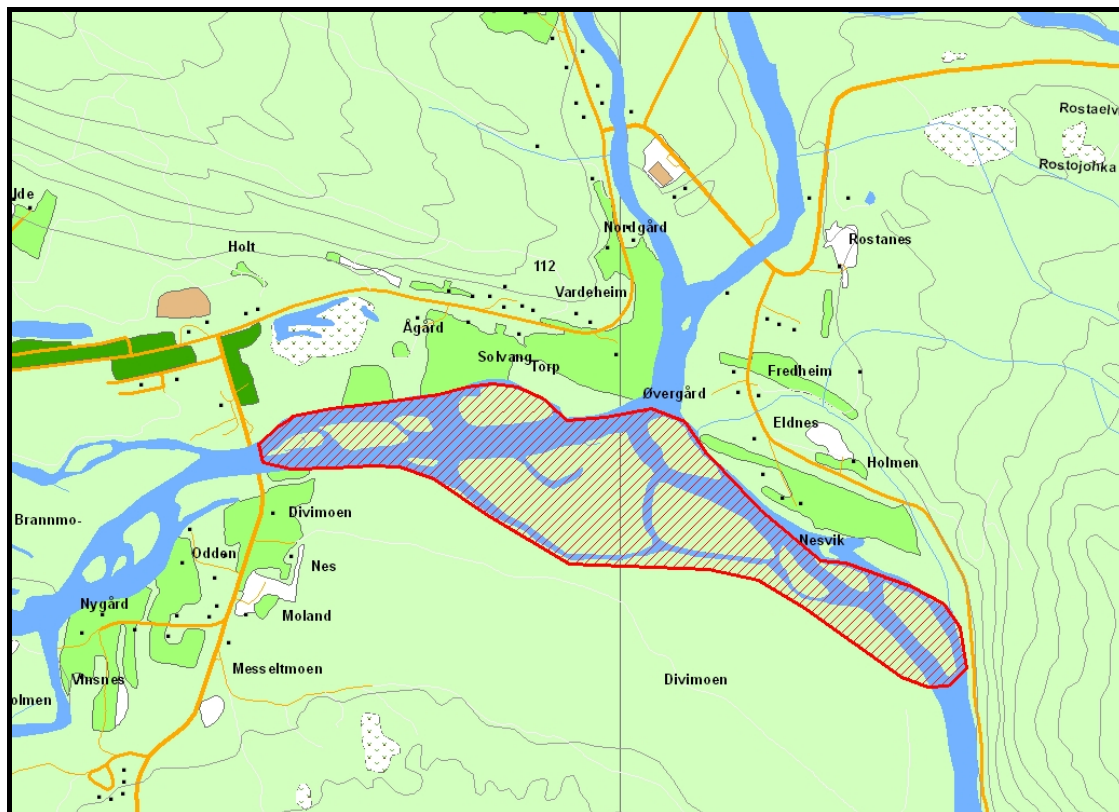 Rostaelv
Rostojohka
Jde
Nordgård
Rostanes
Holt
112
Vardeheim
Ågård
Solvang
Torp
Fredheim
Øvergård
Eldnes
Holmen
Divimoen
Brannmo-
Nesvik
Odden
Nes
Nygård
Moland
Messeltmoen
Vinsnes
Divimoen
olmen